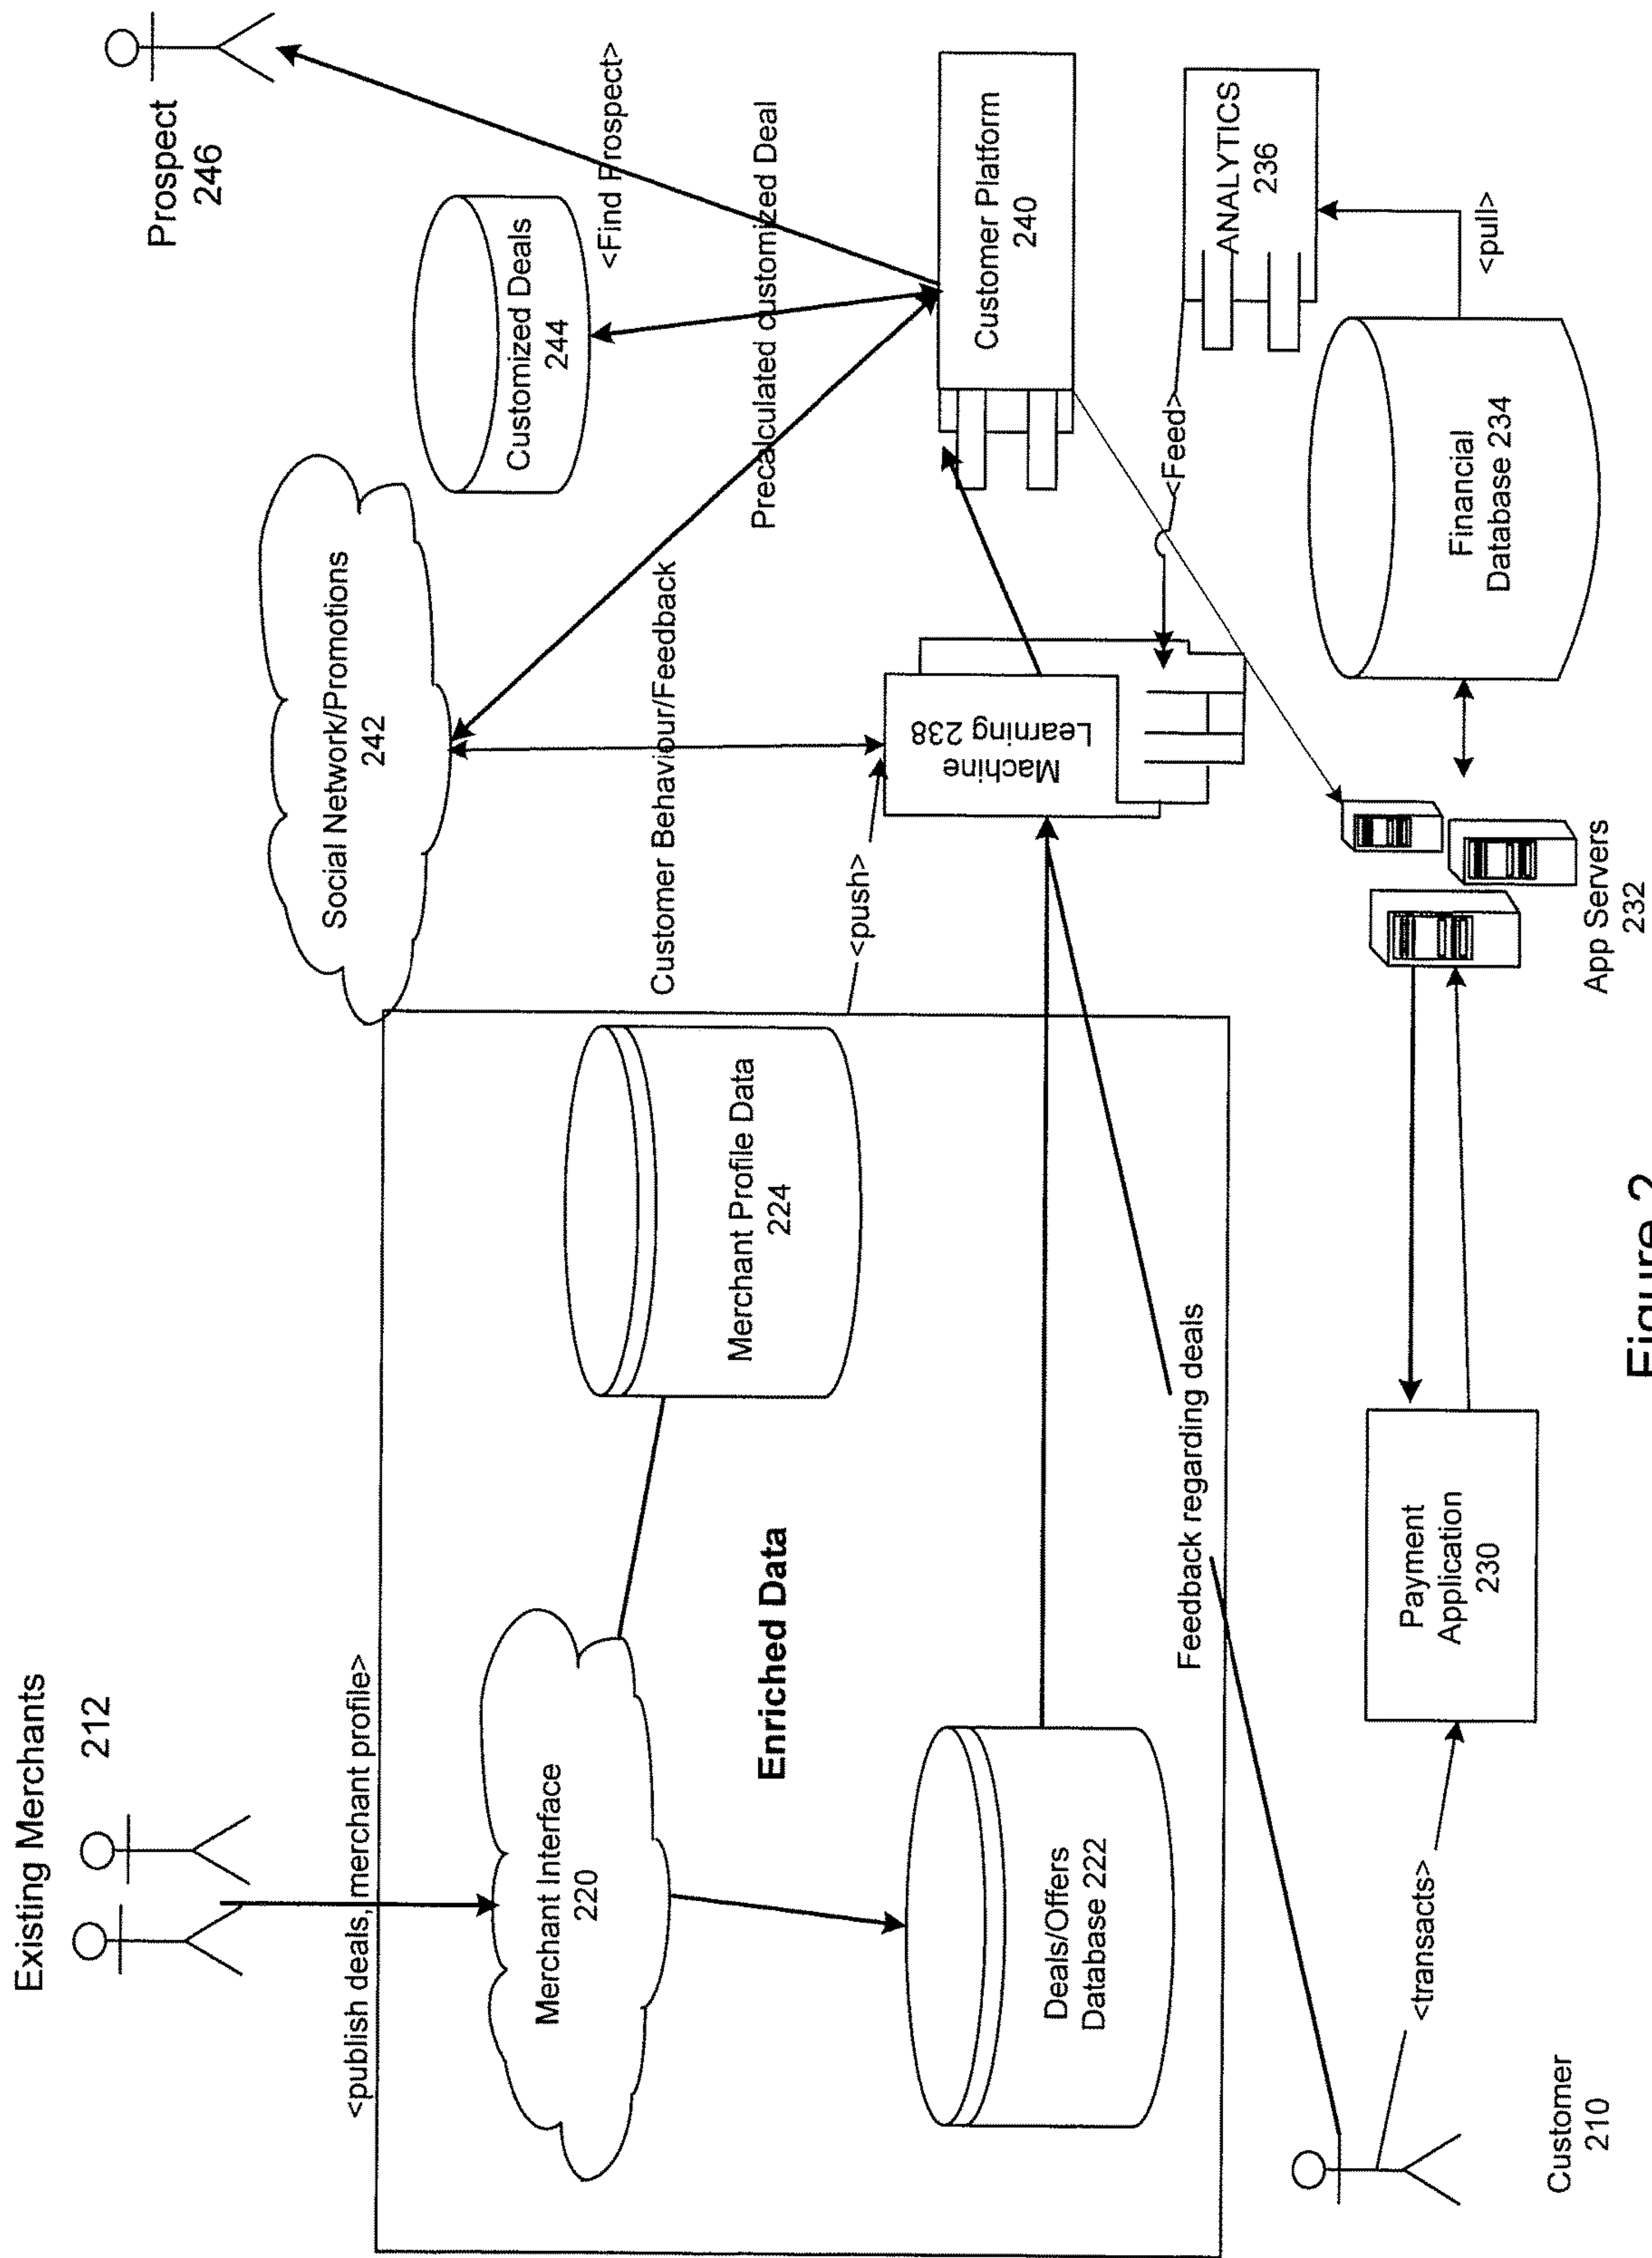 Existing Merchants
212
<publish deals, merchant profile>
Merchant Interface
220
Enriched Data
Merchant Profile Data
224
Deals/Offers
Database 222
Feedback regarding deals
Customer
210
<transacts>
Payment
Application
230
App Servers
232
Financial
Database 234
<pull>
ANALYTICS
236
<Feed>
Machine
Learning 238
<push>
Customer Behaviour/Feedback
Social Network/Promotions
242
Precalculated customized Deal
Customer Platform
240
Customized Deals
244
<Find Prospect>
Prospect
246
Figure 2